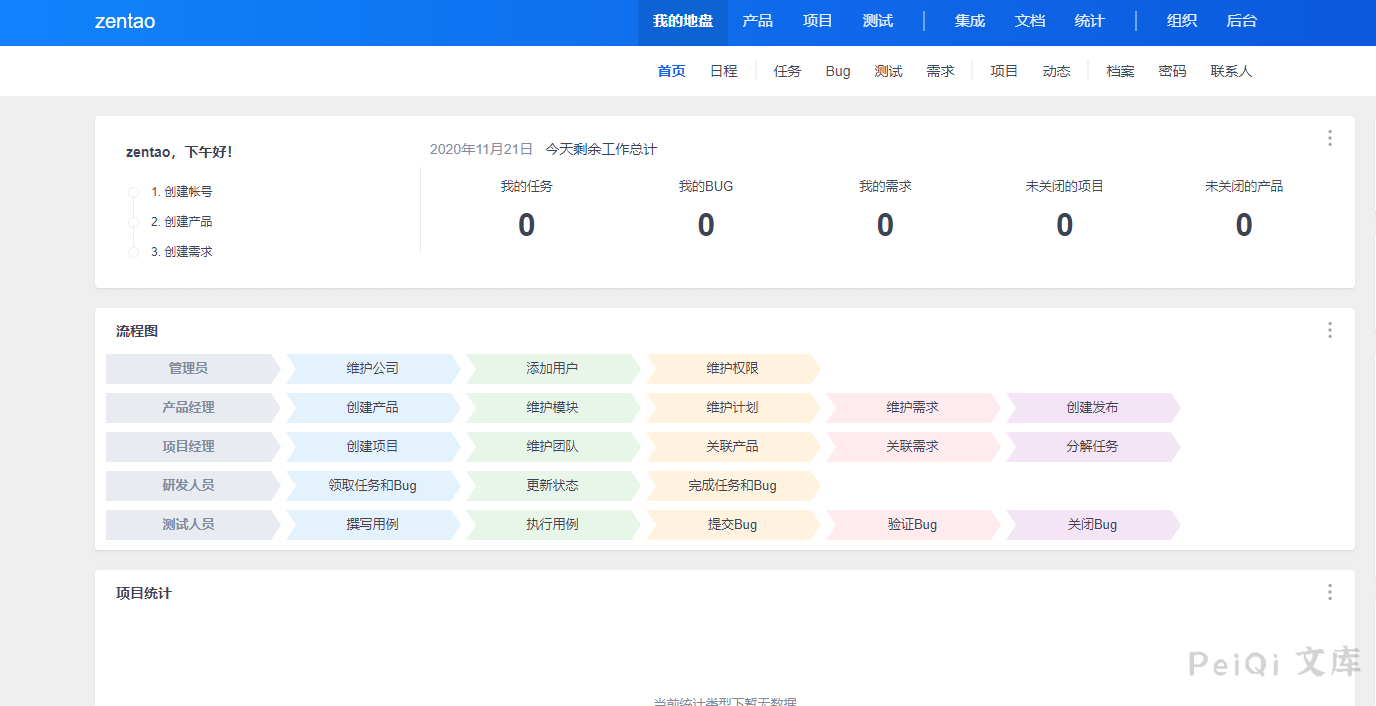 zentao 我的地盘 产品 项目 测试 集成 文档 统计 组织 后台
首页 日程 任务 Bug 测试 需求 项目 动态 档案 密码 联系人
zentao，下午好！
1. 创建帐号
2. 创建产品
3. 创建需求
2020年11月21日 今天剩余工作总计
我的任务 我的BUG 我的需求 未关闭的项目 未关闭的产品
0 0 0 0 0
流程图
管理员 维护公司 添加用户 维护权限
产品经理 创建产品 维护模块 维护计划 维护需求 创建发布
项目经理 创建项目 维护团队 关联产品 关联需求 分解任务
研发人员 领取任务和Bug 更新状态 完成任务和Bug
测试人员 撰写用例 执行用例 提交Bug 验证Bug 关闭Bug
项目统计
PeiQi 文库
当前统计类型下暂无数据